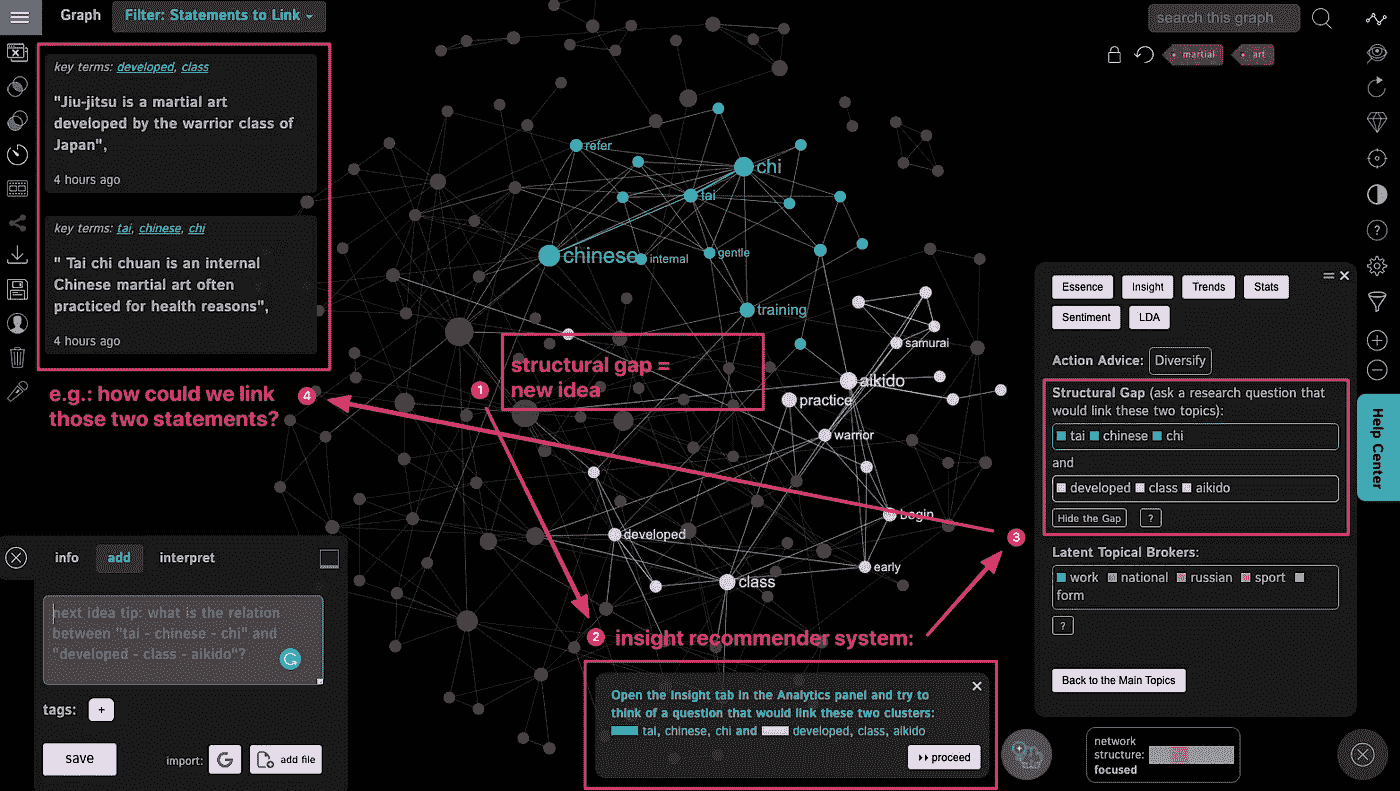 Graph
Filter: Statements to Link
search this graph
martial
art
key terms: developed, class
"Jiu-jitsu is a martial art
developed by the warrior class of
Japan",
4 hours ago
key terms: tai, chinese, chi
" Tai chi chuan is an internal
Chinese martial art often
practiced for health reasons",
4 hours ago
e.g.: how could we link
those two statements?
4
refer
chi
tai
chinese
internal
gentle
training
1
structural gap =
new idea
samurai
aikido
practice
warrior
begin
developed
early
class
3
2
insight recommender system:
Open the Insight tab in the Analytics panel and try to
think of a question that would link these two clusters:
tai, chinese, chi and developed, class, aikido
proceed
Essence
Insight
Trends
Stats
Sentiment
LDA
Action Advice: Diversify
Structural Gap (ask a research question that
would link these two topics):
tai chinese chi
and
developed class aikido
Hide the Gap
?
Latent Topical Brokers:
work national russian sport
form
?
Back to the Main Topics
Help Center
info
add
interpret
next idea tip: what is the relation
between "tai - chinese - chi" and
"developed - class - aikido"?
tags:
+
save
import:
G
add file
network
structure:
focused